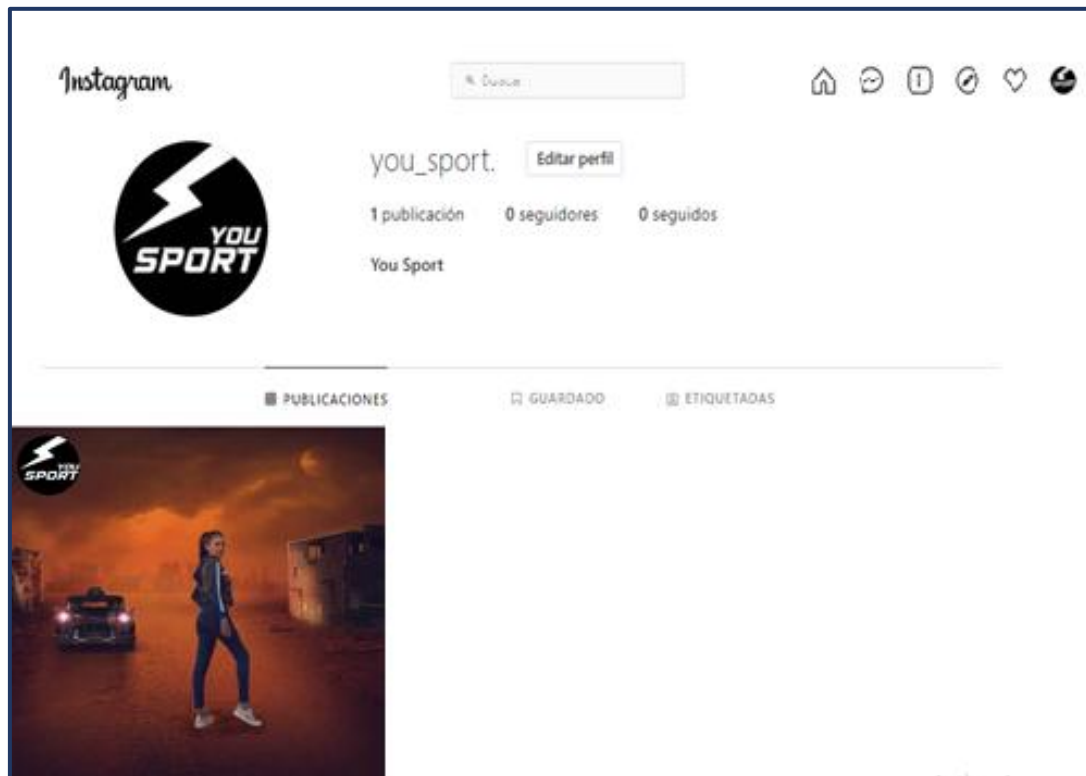 Instagram
you_sport. Editar perfil
1 publicación 0 seguidores 0 seguidos
YOU
SPORT
You Sport
PUBLICACIONES GUARDADO ETIQUETADAS
YOU
SPORT